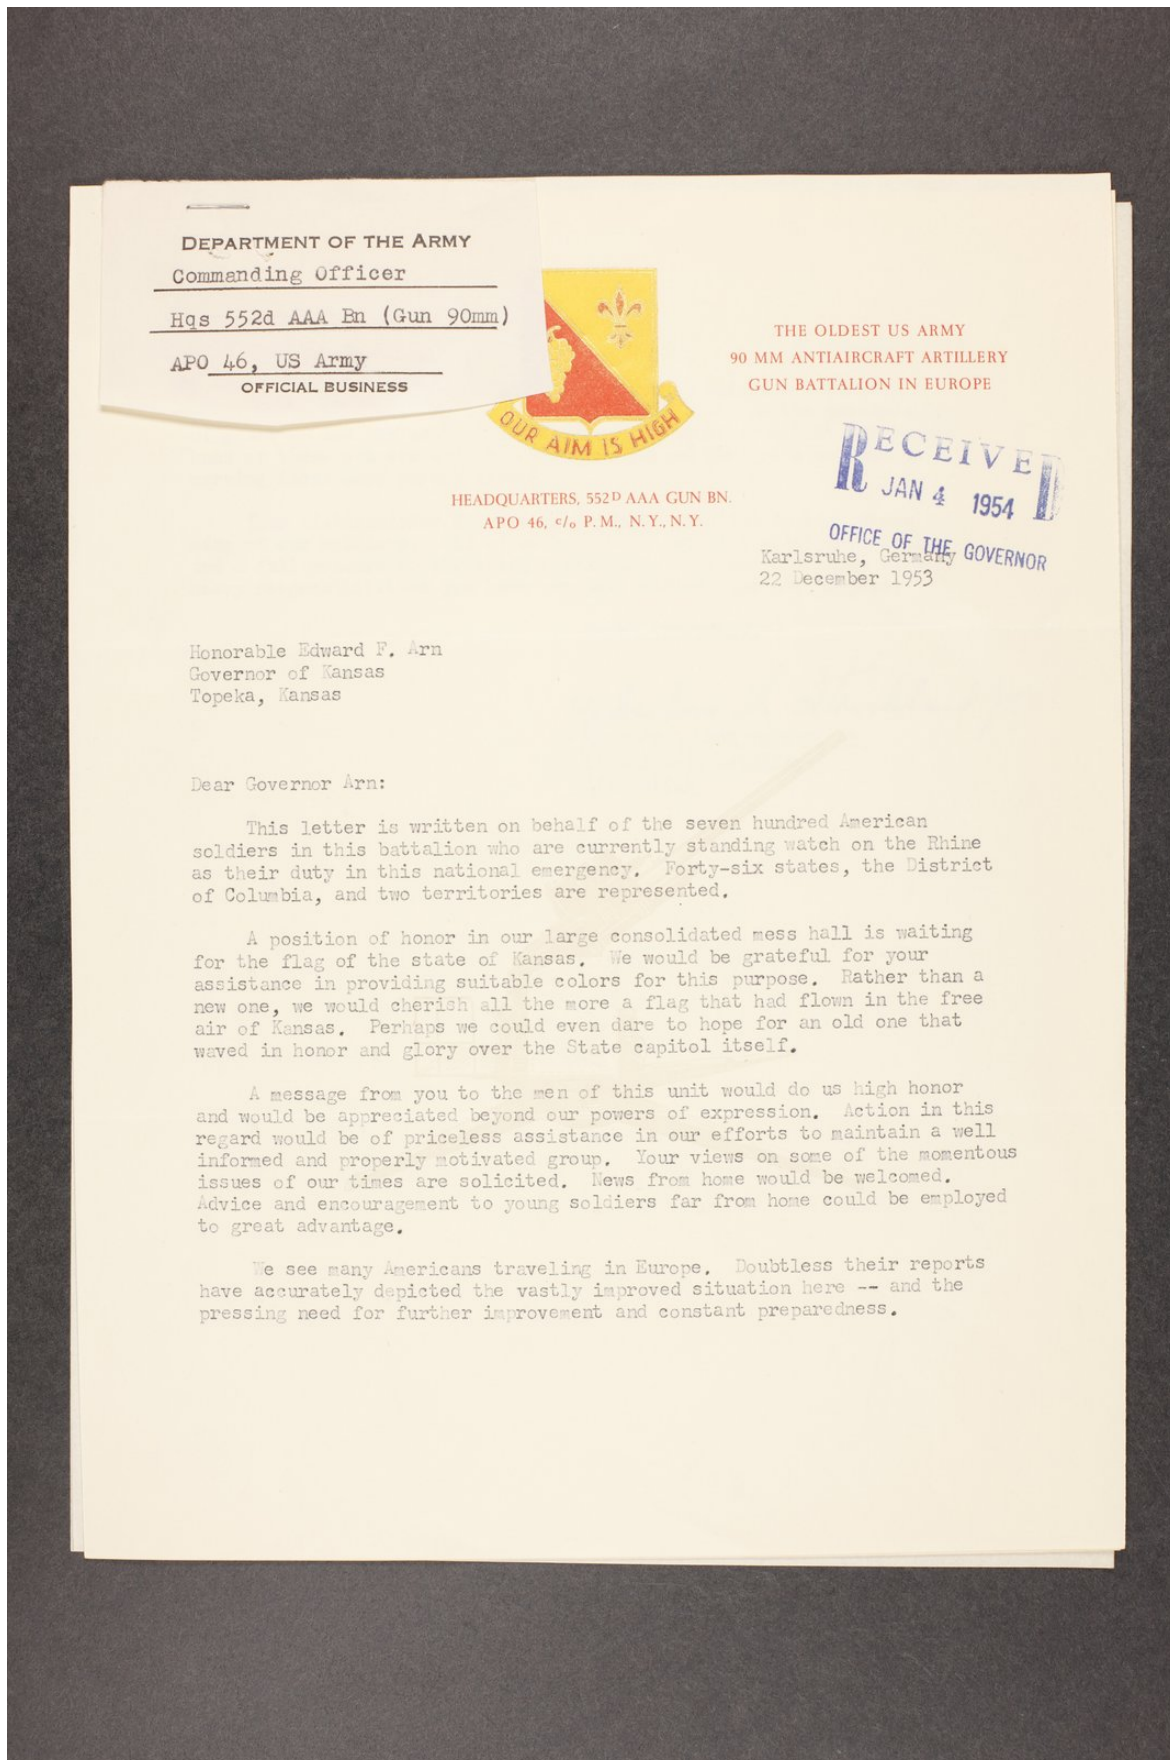 DEPARTMENT OF THE ARMY
Commanding Officer
Hqs 552d AAA Bn (Gun 90mm)
APO 46, US Army
OFFICIAL BUSINESS
OUR AIM IS HIGH
THE OLDEST US ARMY
90 MM ANTIAIRCRAFT ARTILLERY
GUN BATTALION IN EUROPE
HEADQUARTERS, 552D AAA GUN BN.
APO 46, c/o P.M., N.Y., N.Y.
RECEIVED
JAN 4 1954
OFFICE OF THE GOVERNOR
Karlsruhe, Germany
22 December 1953
Honorable Edward F. Arn
Governor of Kansas
Topeka, Kansas
Dear Governor Arn:
This letter is written on behalf of the seven hundred American
soldiers in this battalion who are currently standing watch on the Rhine
as their duty in this national emergency. Forty-six states, the District
of Columbia, and two territories are represented.
A position of honor in our large consolidated mess hall is waiting
for the flag of the state of Kansas. We would be grateful for your
assistance in providing suitable colors for this purpose. Rather than a
new one, we would cherish all the more a flag that had flown in the free
air of Kansas. Perhaps we could even dare to hope for an old one that
waved in honor and glory over the State capitol itself.
A message from you to the men of this unit would do us high honor
and would be appreciated beyond our powers of expression. Action in this
regard would be of priceless assistance in our efforts to maintain a well
informed and properly motivated group. Your views on some of the momentous
issues of our times are solicited. News from home would be welcomed.
Advice and encouragement to young soldiers far from home could be employed
to great advantage.
We see many Americans traveling in Europe. Doubtless their reports
have accurately depicted the vastly improved situation here -- and the
pressing need for further improvement and constant preparedness.